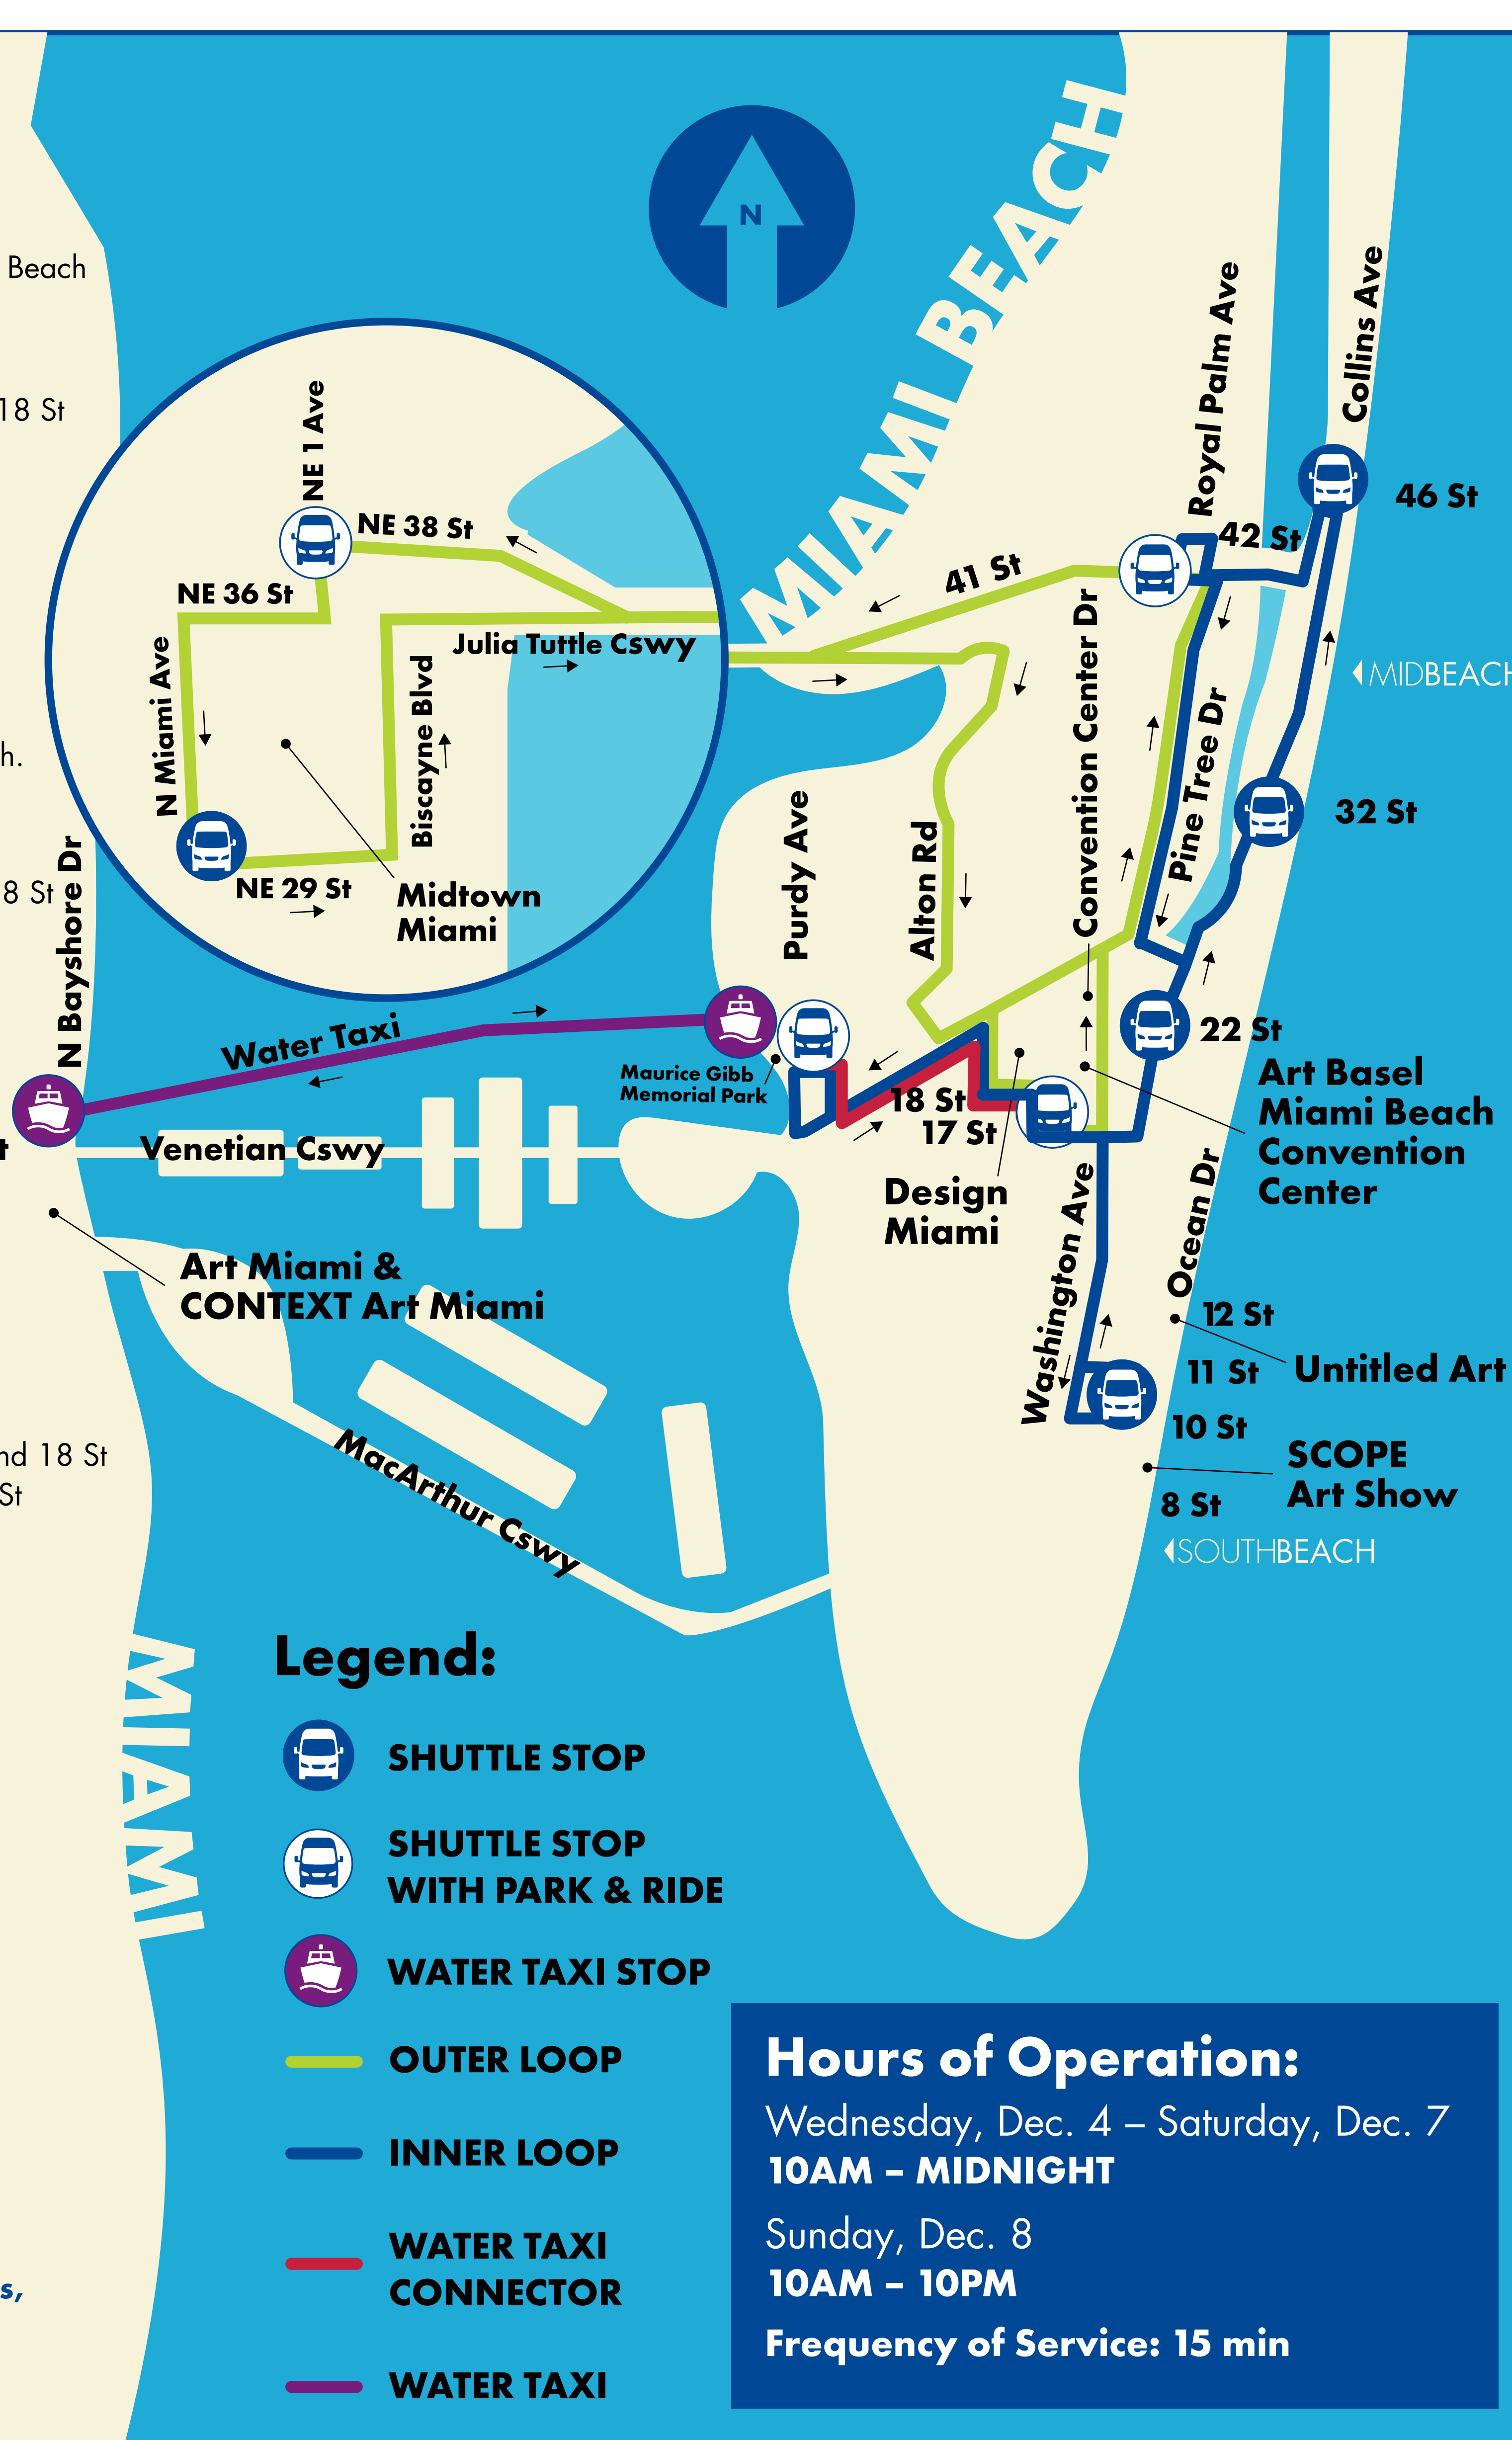 N
MIAMI BEACH
Beach
18 St
h.
8 St
t
nd 18 St
St
s,
Royal Palm Ave
Collins Ave
NE 1 Ave
NE 38 St
NE 36 St
N Miami Ave
Julia Tuttle Cswy
Biscayne Blvd
NE 29 St
Midtown
Miami
41 St
42 St
46 St
Convention Center Dr
◀MIDBEACH
Pine Tree Dr
32 St
Purdy Ave
Alton Rd
N Bayshore Dr
Water Taxi
Maurice Gibb
Memorial Park
22 St
Art Basel
Miami Beach
Convention
Center
18 St
17 St
Venetian Cswy
Design
Miami
Washington Ave
Ocean Dr
Art Miami &
CONTEXT Art Miami
12 St
Untitled Art
11 St
10 St
SCOPE
Art Show
8 St
◀SOUTHBEACH
MacArthur Cswy
MIAMI
Legend:
SHUTTLE STOP
SHUTTLE STOP
WITH PARK & RIDE
WATER TAXI STOP
OUTER LOOP
INNER LOOP
WATER TAXI
CONNECTOR
WATER TAXI
Hours of Operation:
Wednesday, Dec. 4 – Saturday, Dec. 7
10AM – MIDNIGHT
Sunday, Dec. 8
10AM – 10PM
Frequency of Service: 15 min